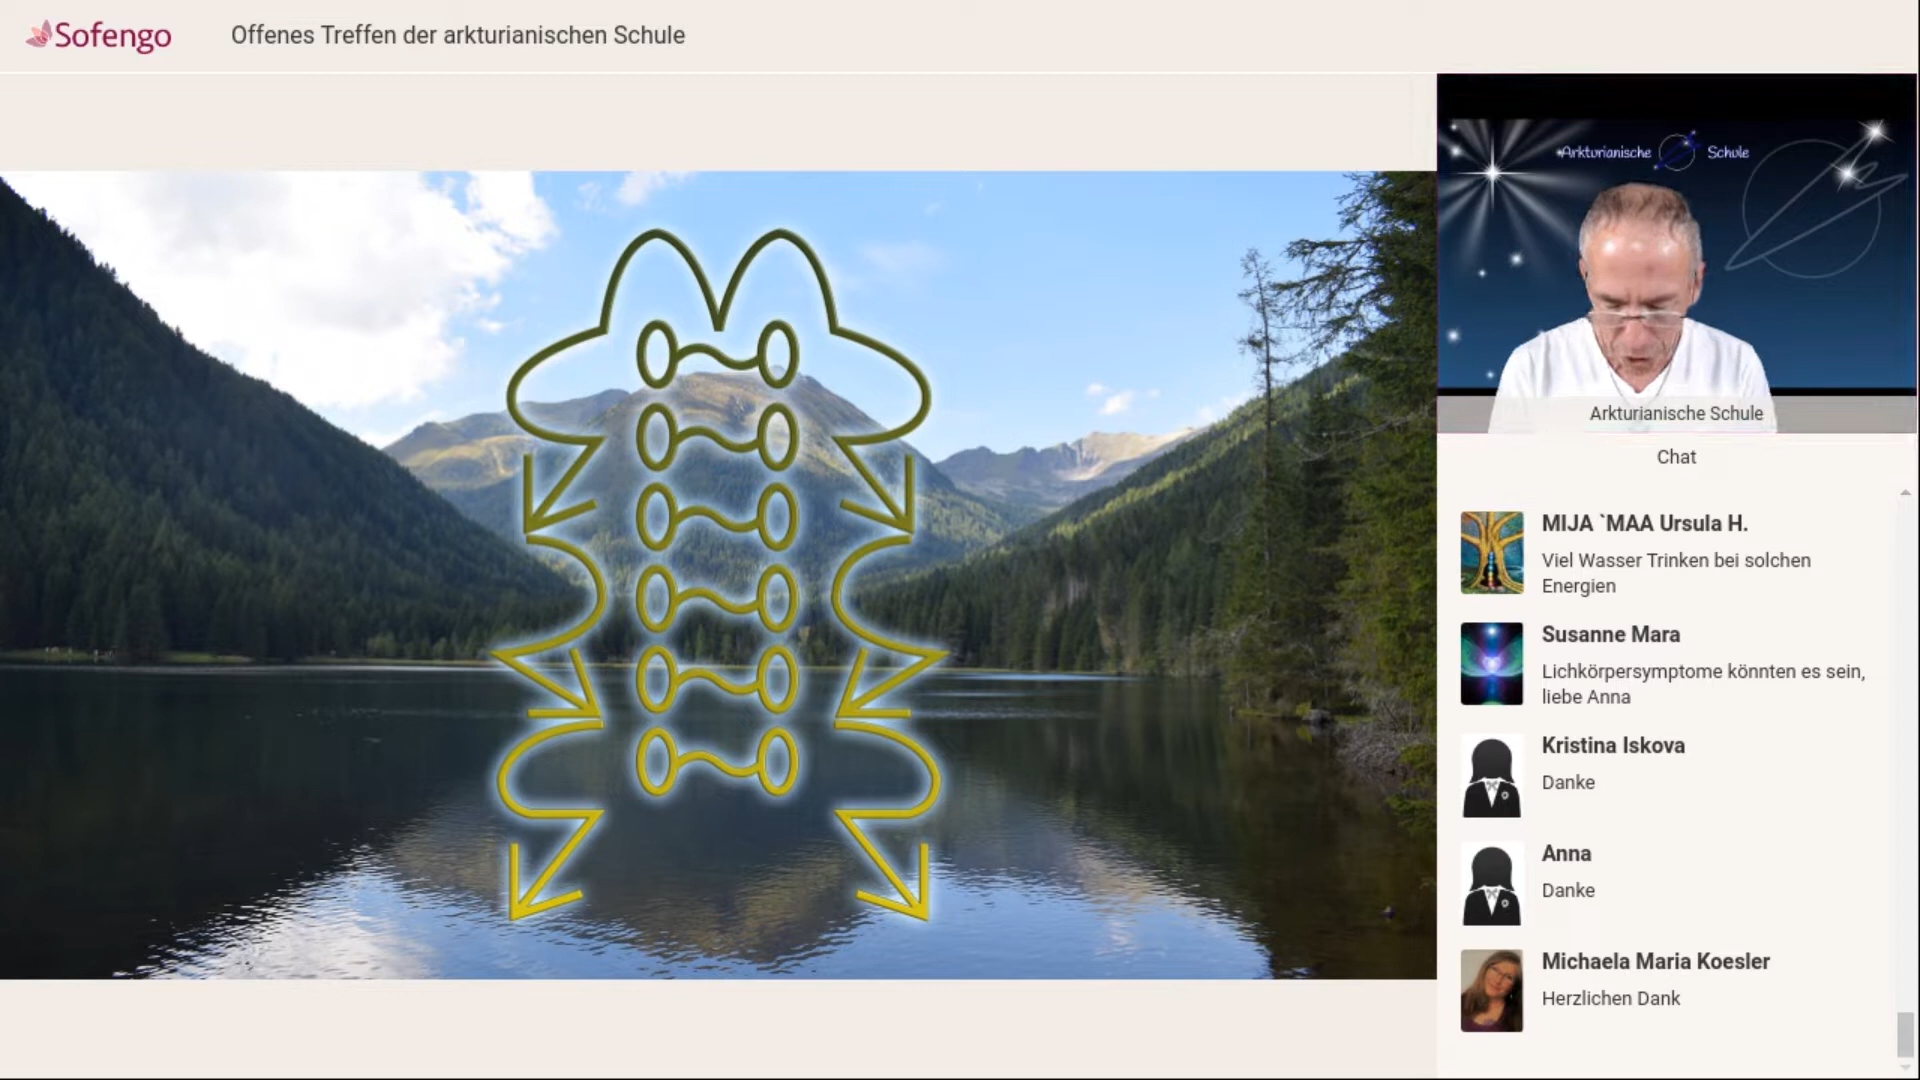 Sofengo
Offenes Treffen der arkturianischen Schule
Arkturianische Schule
Arkturianische Schule
Chat
MIJA `MAA Ursula H.
Viel Wasser Trinken bei solchen
Energien
Susanne Mara
Lichkörpersymptome könnten es sein,
liebe Anna
Kristina Iskova
Danke
Anna
Danke
Michaela Maria Koesler
Herzlichen Dank